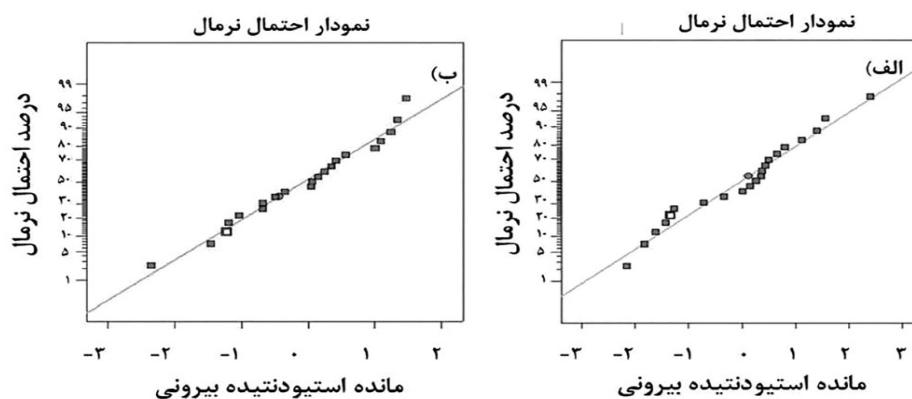 نمودار احتمال نرمال
الف)
درصد احتمال نرمال
۹۹
۹۵
۹۰
۸۰
۷۰
۵۰
۳۰
۱۰
۵
۱
-۳ -۲ -۱ ۰ ۱ ۲ ۳
مانده استیودنتیده بیرونی
نمودار احتمال نرمال
ب)
درصد احتمال نرمال
۹۹
۹۵
۹۰
۸۰
۷۰
۵۰
۳۰
۱۰
۵
۱
-۳ -۲ -۱ ۰ ۱ ۲
مانده استیودنتیده بیرونی